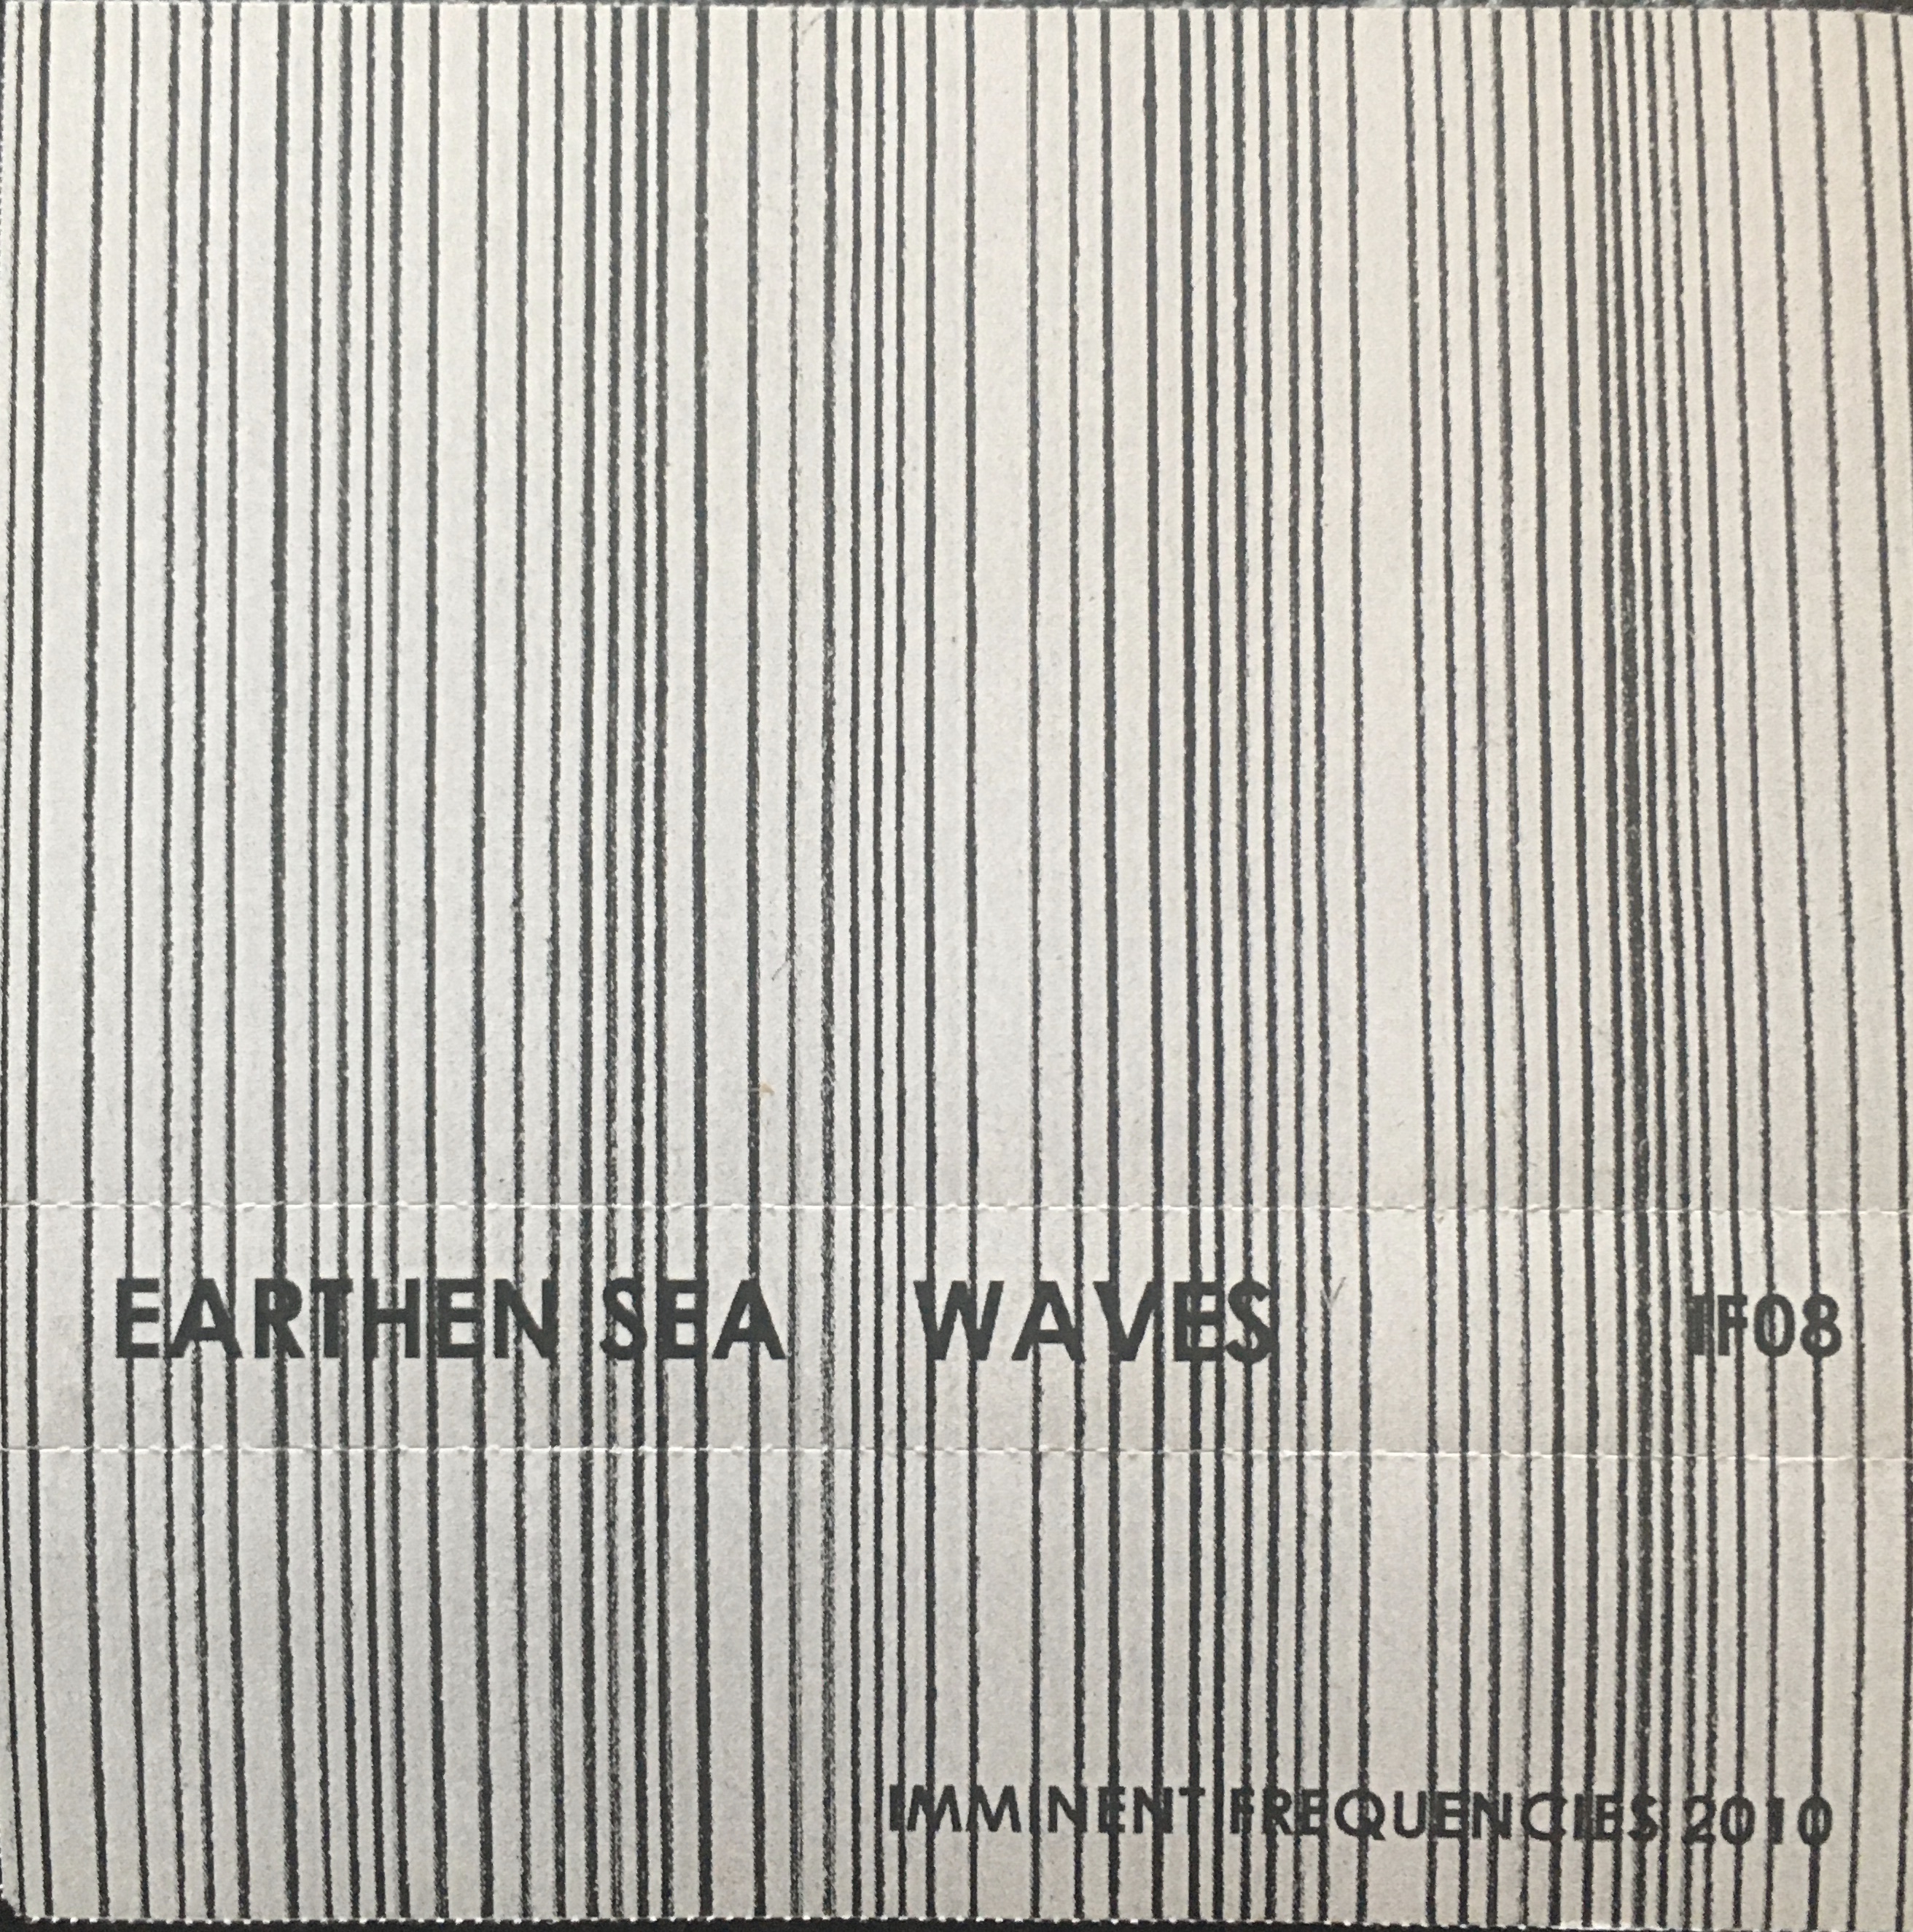 EARTHEN SEA WAVES IF08
IMMINENT FREQUENCIES 2010